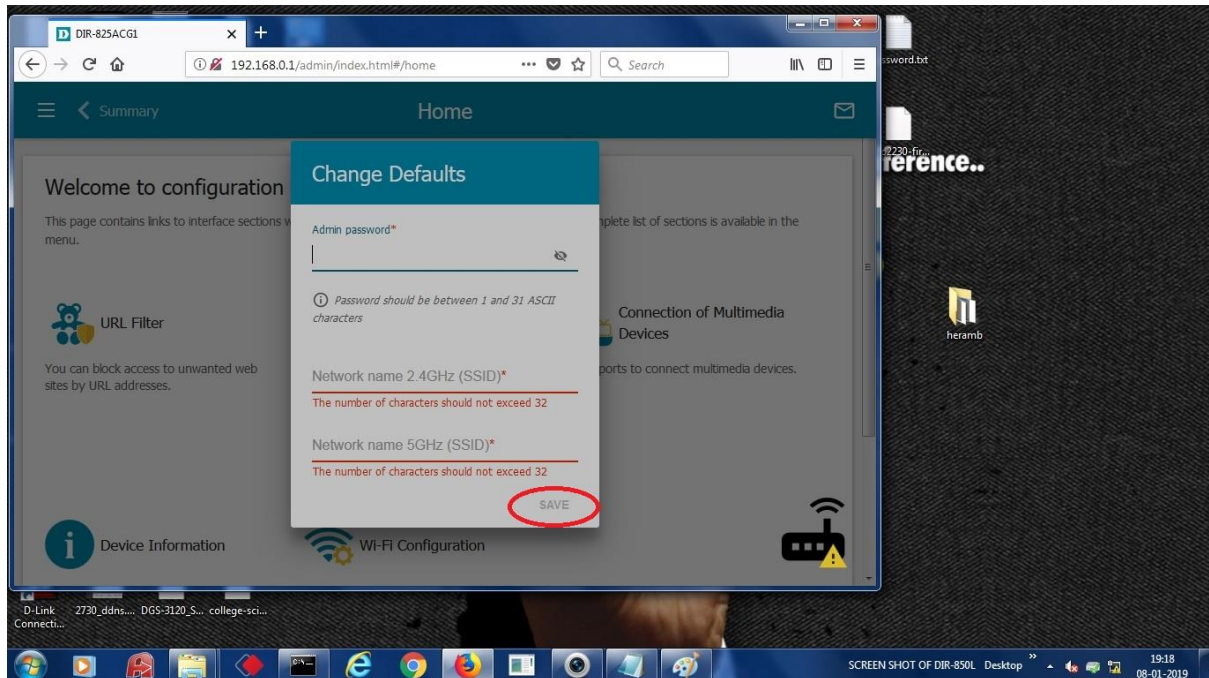 DIR-825ACG1
192.168.0.1/admin/index.html#/home
Search
ssword.txt
Summary
Home
2230-fir...
ference..
Change Defaults
Welcome to configuration
This page contains links to interface sections
plete list of sections is available in the
menu.
Admin password*
Password should be between 1 and 31 ASCII
characters
URL Filter
Connection of Multimedia
Devices
heramb
You can block access to unwanted web
sites by URL addresses.
ports to connect multimedia devices.
Network name 2.4GHz (SSID)*
The number of characters should not exceed 32
Network name 5GHz (SSID)*
The number of characters should not exceed 32
SAVE
Device Information
Wi-Fi Configuration
D-Link
Connecti...
2730_ddns....
DGS-3120_S...
college-sci...
SCREEN SHOT OF DIR-850L Desktop
19:18
08-01-2019